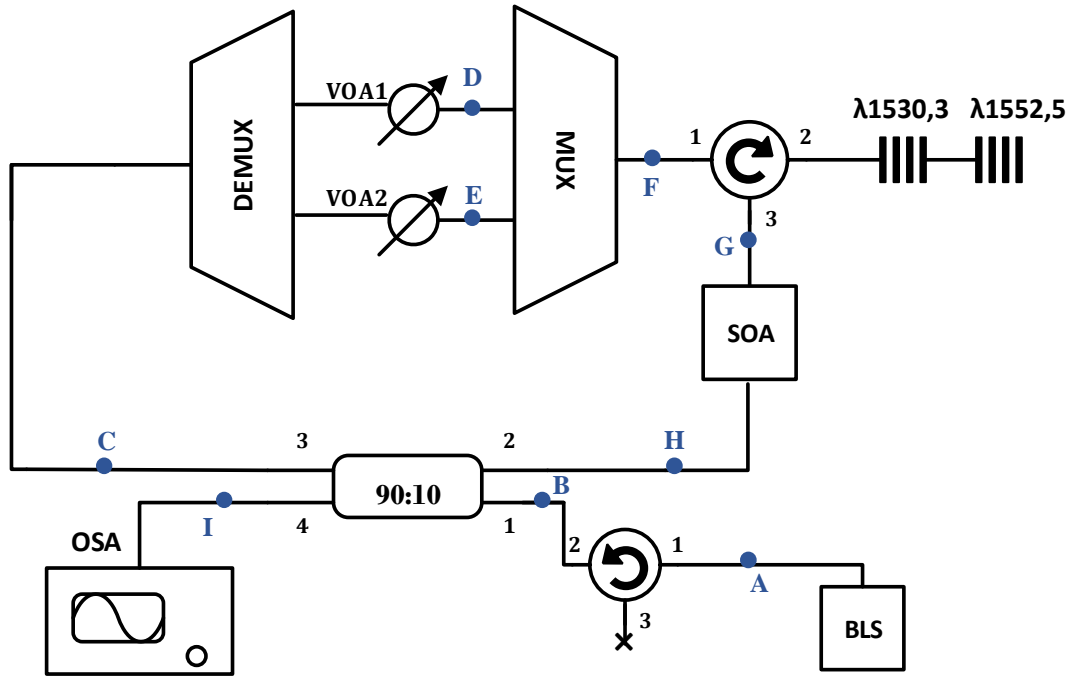 λ1530,3 λ1552,5
VOA1
D
1
2
DEMUX
MUX
F
VOA2
E
3
G
SOA
C
3
2
H
90:10
B
I
4
1
OSA
2
1
A
3
BLS